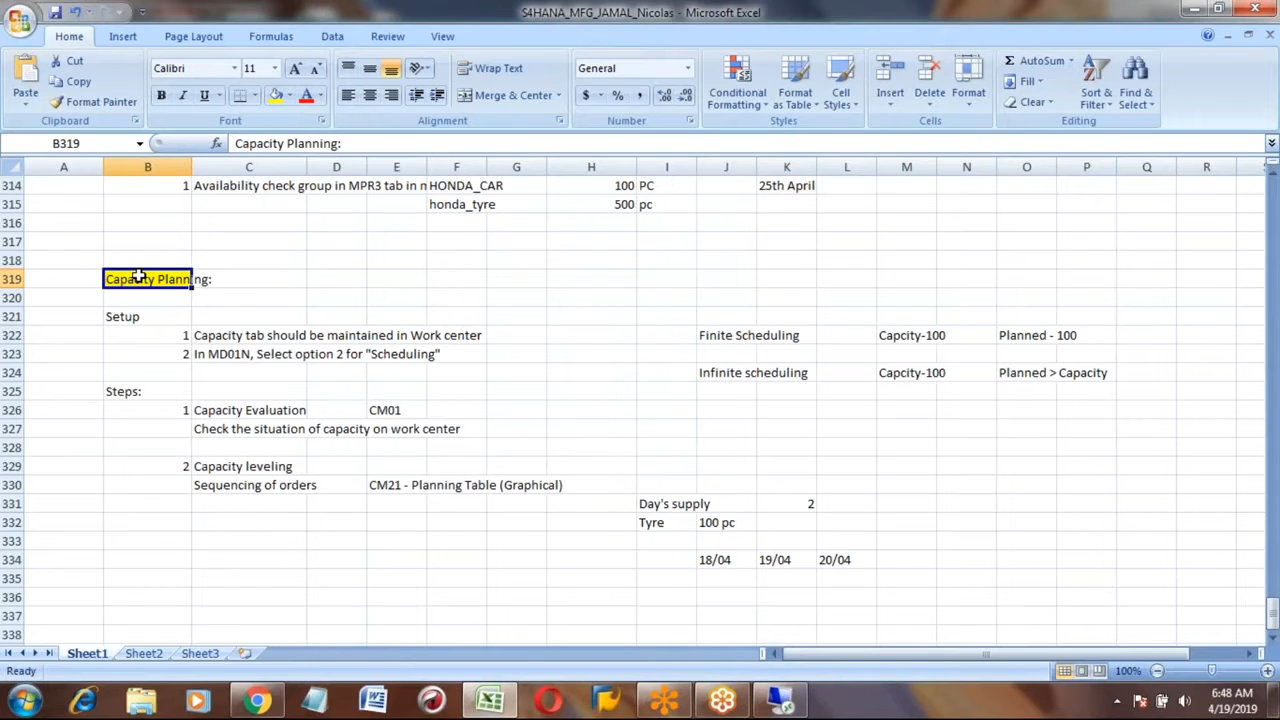 S4HANA_MFG_JAMAL_Nicolas - Microsoft Excel
Home Insert Page Layout Formulas Data Review View
Paste Cut Copy Format Painter Clipboard
Calibri 11 A A B I U A Font
Wrap Text Merge & Center Alignment
General $ % , Number
Conditional Formatting Format as Table Cell Styles Styles
Insert Delete Format Cells
Σ AutoSum Fill Clear Sort & Filter Find & Select Editing
B319 fx Capacity Planning:
A B C D E F G H I J K L M N O P Q R
314 1 Availability check group in MPR3 tab in n HONDA_CAR 100 PC 25th April
315 honda_tyre 500 pc
316
317
318
319 Capacity Planning:
320
321 Setup
322 1 Capacity tab should be maintained in Work center Finite Scheduling Capcity-100 Planned - 100
323 2 In MD01N, Select option 2 for "Scheduling"
324 Infinite scheduling Capcity-100 Planned > Capacity
325 Steps:
326 1 Capacity Evaluation CM01
327 Check the situation of capacity on work center
328
329 2 Capacity leveling
330 Sequencing of orders CM21 - Planning Table (Graphical)
331 Day's supply 2
332 Tyre 100 pc
333
334 18/04 19/04 20/04
335
336
337
338
Sheet1 Sheet2 Sheet3
Ready 100%
6:48 AM
4/19/2019